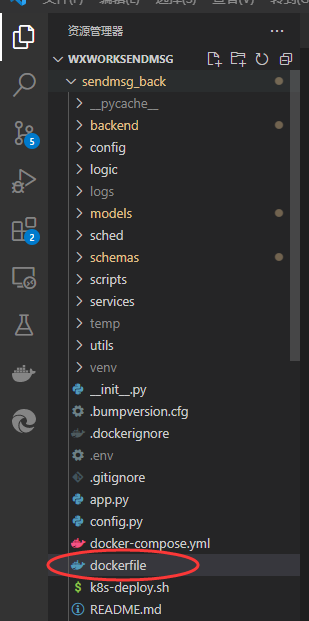 资源管理器
WXWORKSENDMSG
sendmsg_back
__pycache__
backend
config
logic
logs
models
sched
schemas
scripts
services
temp
utils
venv
__init__.py
.bumpversion.cfg
.dockerignore
.env
.gitignore
app.py
config.py
docker-compose.yml
dockerfile
k8s-deploy.sh
README.md
5
2